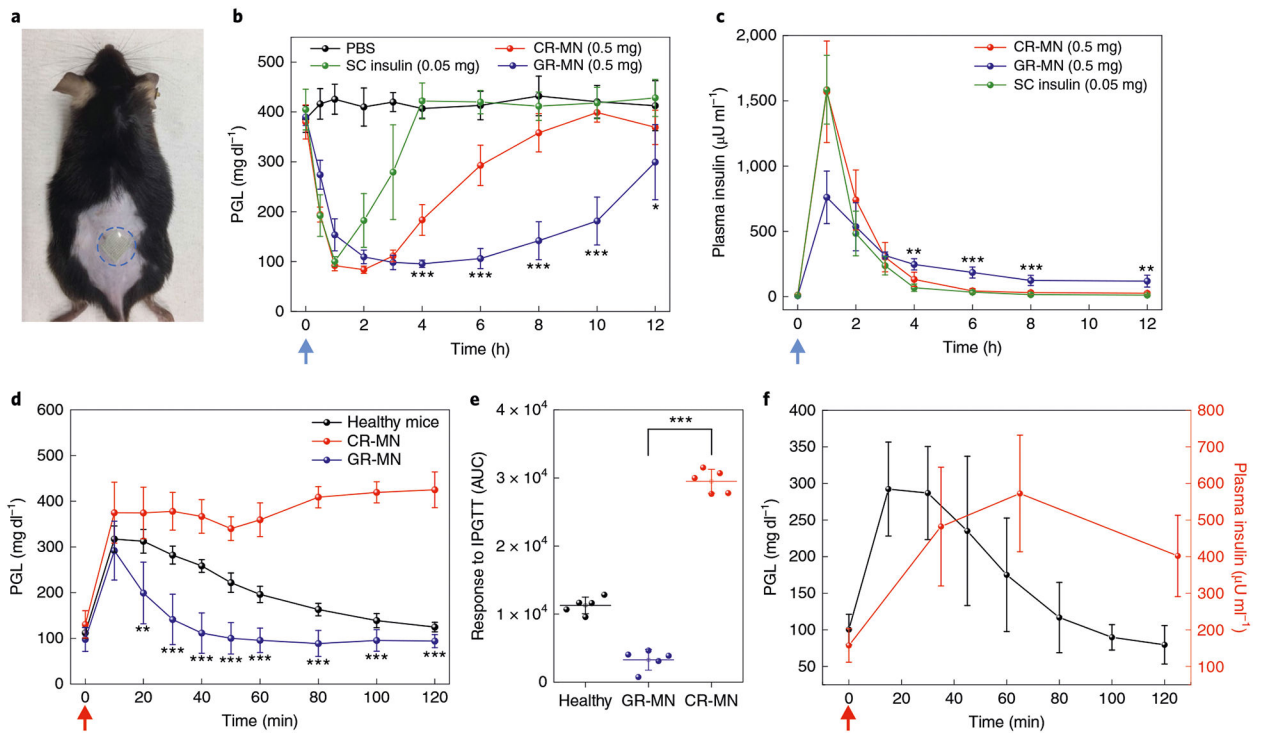 a
b
PBS
SC insulin (0.05 mg)
CR-MN (0.5 mg)
GR-MN (0.5 mg)
500
400
300
200
100
0
PGL (mg dl⁻¹)
***
***
***
***
*
0 2 4 6 8 10 12
Time (h)
c
CR-MN (0.5 mg)
GR-MN (0.5 mg)
SC insulin (0.05 mg)
2,000
1,500
1,000
500
0
Plasma insulin (μU ml⁻¹)
**
***
***
**
0 2 4 6 8 10 12
Time (h)
d
Healthy mice
CR-MN
GR-MN
600
500
400
300
200
100
0
PGL (mg dl⁻¹)
**
***
***
***
***
***
***
***
0 20 40 60 80 100 120
Time (min)
e
4 × 10⁴
3 × 10⁴
2 × 10⁴
1 × 10⁴
0
Response to IPGTT (AUC)
***
Healthy GR-MN CR-MN
f
400
350
300
250
200
150
100
50
PGL (mg dl⁻¹)
800
700
600
500
400
300
200
100
Plasma insulin (μU ml⁻¹)
0 20 40 60 80 100 120
Time (min)